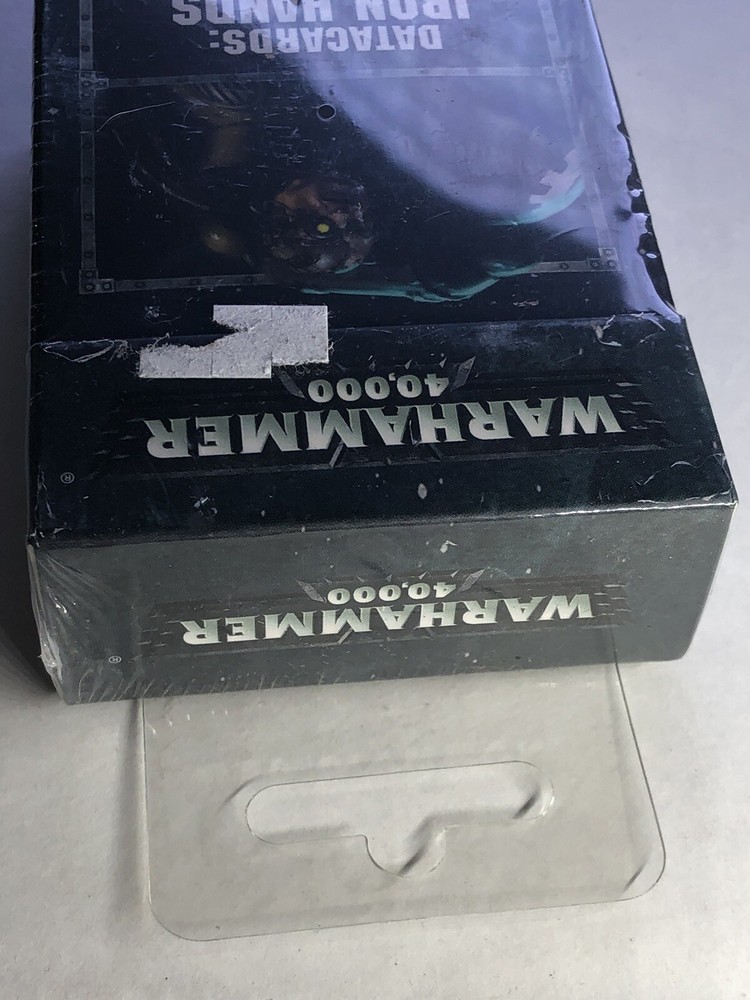 WARHAMMER ®
40,000
WARHAMMER ®
40,000
DATACARDS:
IRON HANDS